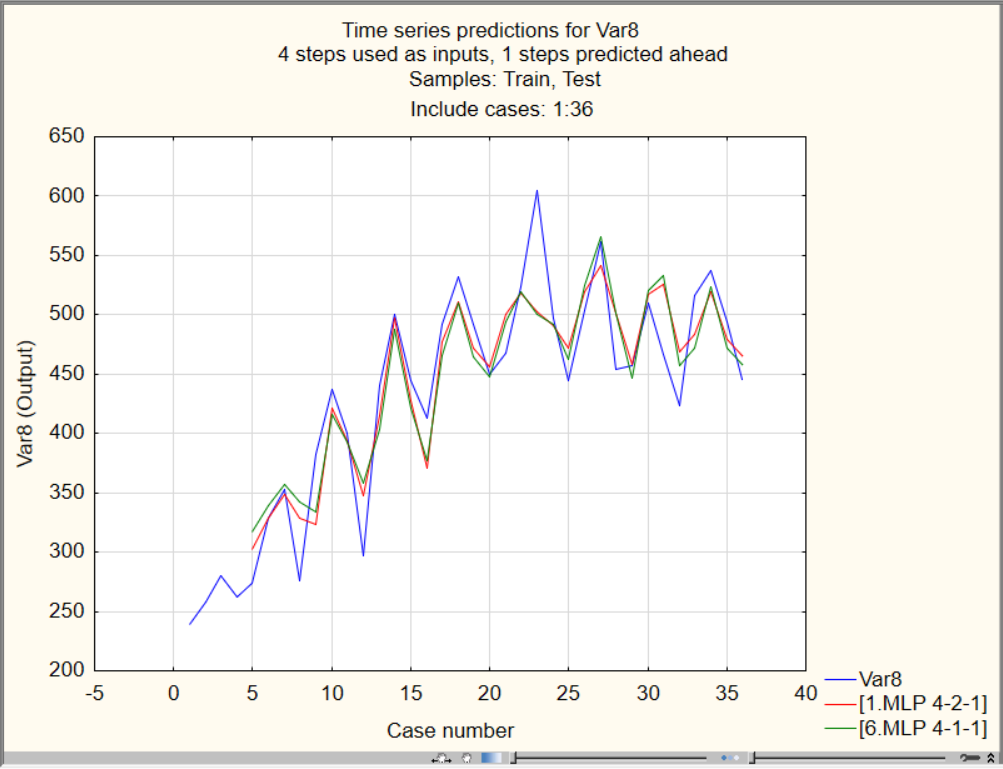 Time series predictions for Var8
4 steps used as inputs, 1 steps predicted ahead
Samples: Train, Test
Include cases: 1:36
650
600
550
500
450
400
350
300
250
200
Var8 (Output)
-5 0 5 10 15 20 25 30 35 40
Case number
Var8
[1.MLP 4-2-1]
[6.MLP 4-1-1]